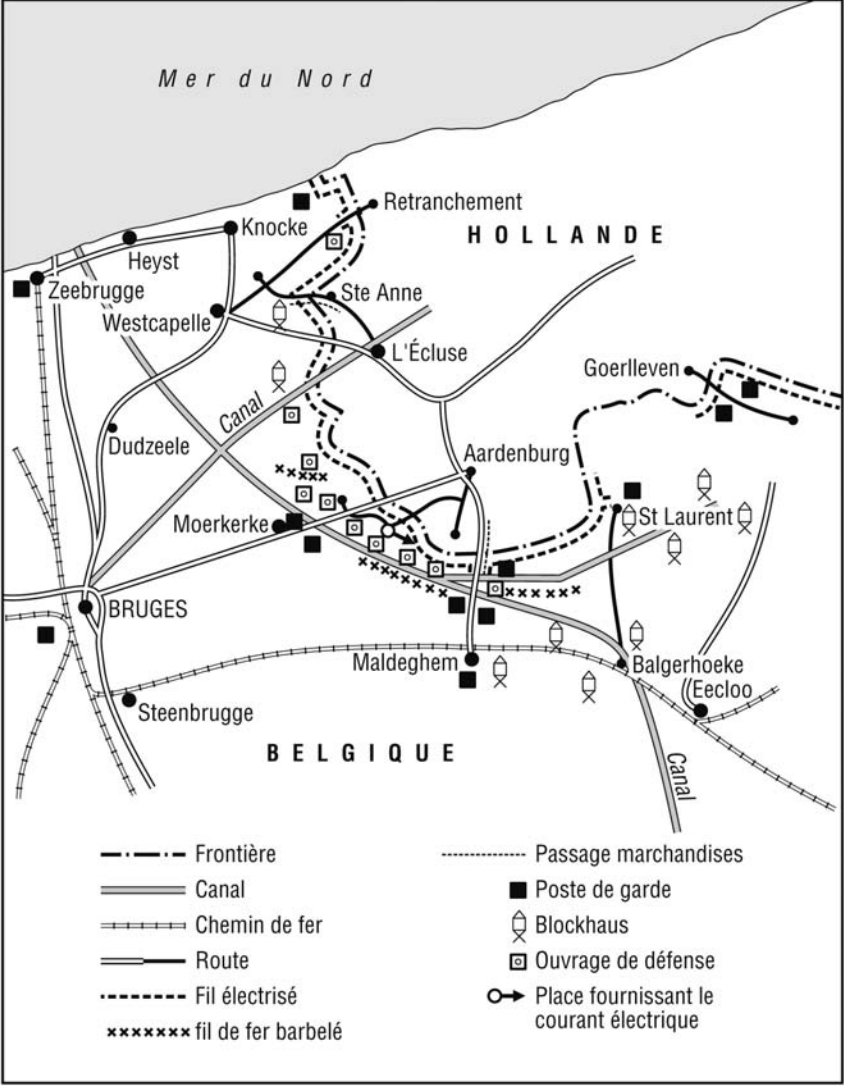 Mer du Nord
Retranchement
Knocke
HOLLANDE
Heyst
Zeebrugge
Ste Anne
Westcapelle
L'Écluse
Goerlleven
Canal
Dudzeele
Aardenburg
St Laurent
Moerkerke
BRUGES
Maldeghem
Balgerhoeke
Eecloo
Steenbrugge
BELGIQUE
Canal
Frontière
Canal
Chemin de fer
Route
Fil électrisé
fil de fer barbelé
Passage marchandises
Poste de garde
Blockhaus
Ouvrage de défense
Place fournissant le
courant électrique